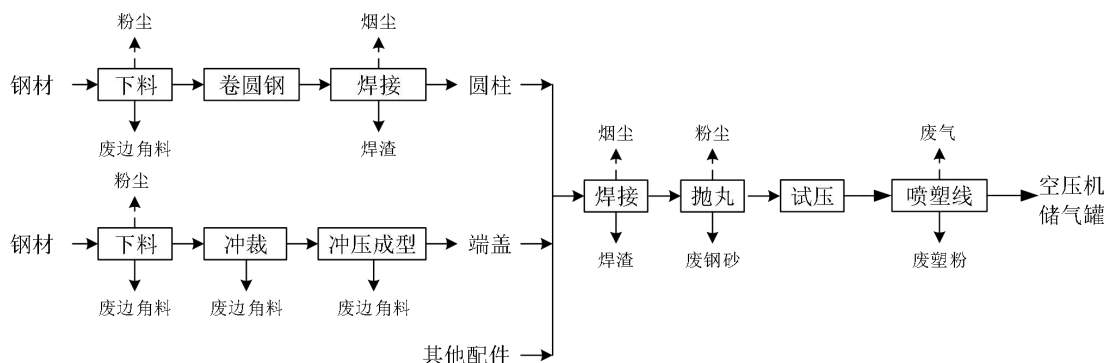 粉尘
烟尘
钢材
下料
卷圆钢
焊接
圆柱
废边角料
焊渣
粉尘
钢材
下料
冲裁
冲压成型
端盖
废边角料
废边角料
废边角料
其他配件
烟尘
粉尘
废气
焊接
抛丸
试压
喷塑线
空压机
储气罐
焊渣
废钢砂
废塑粉